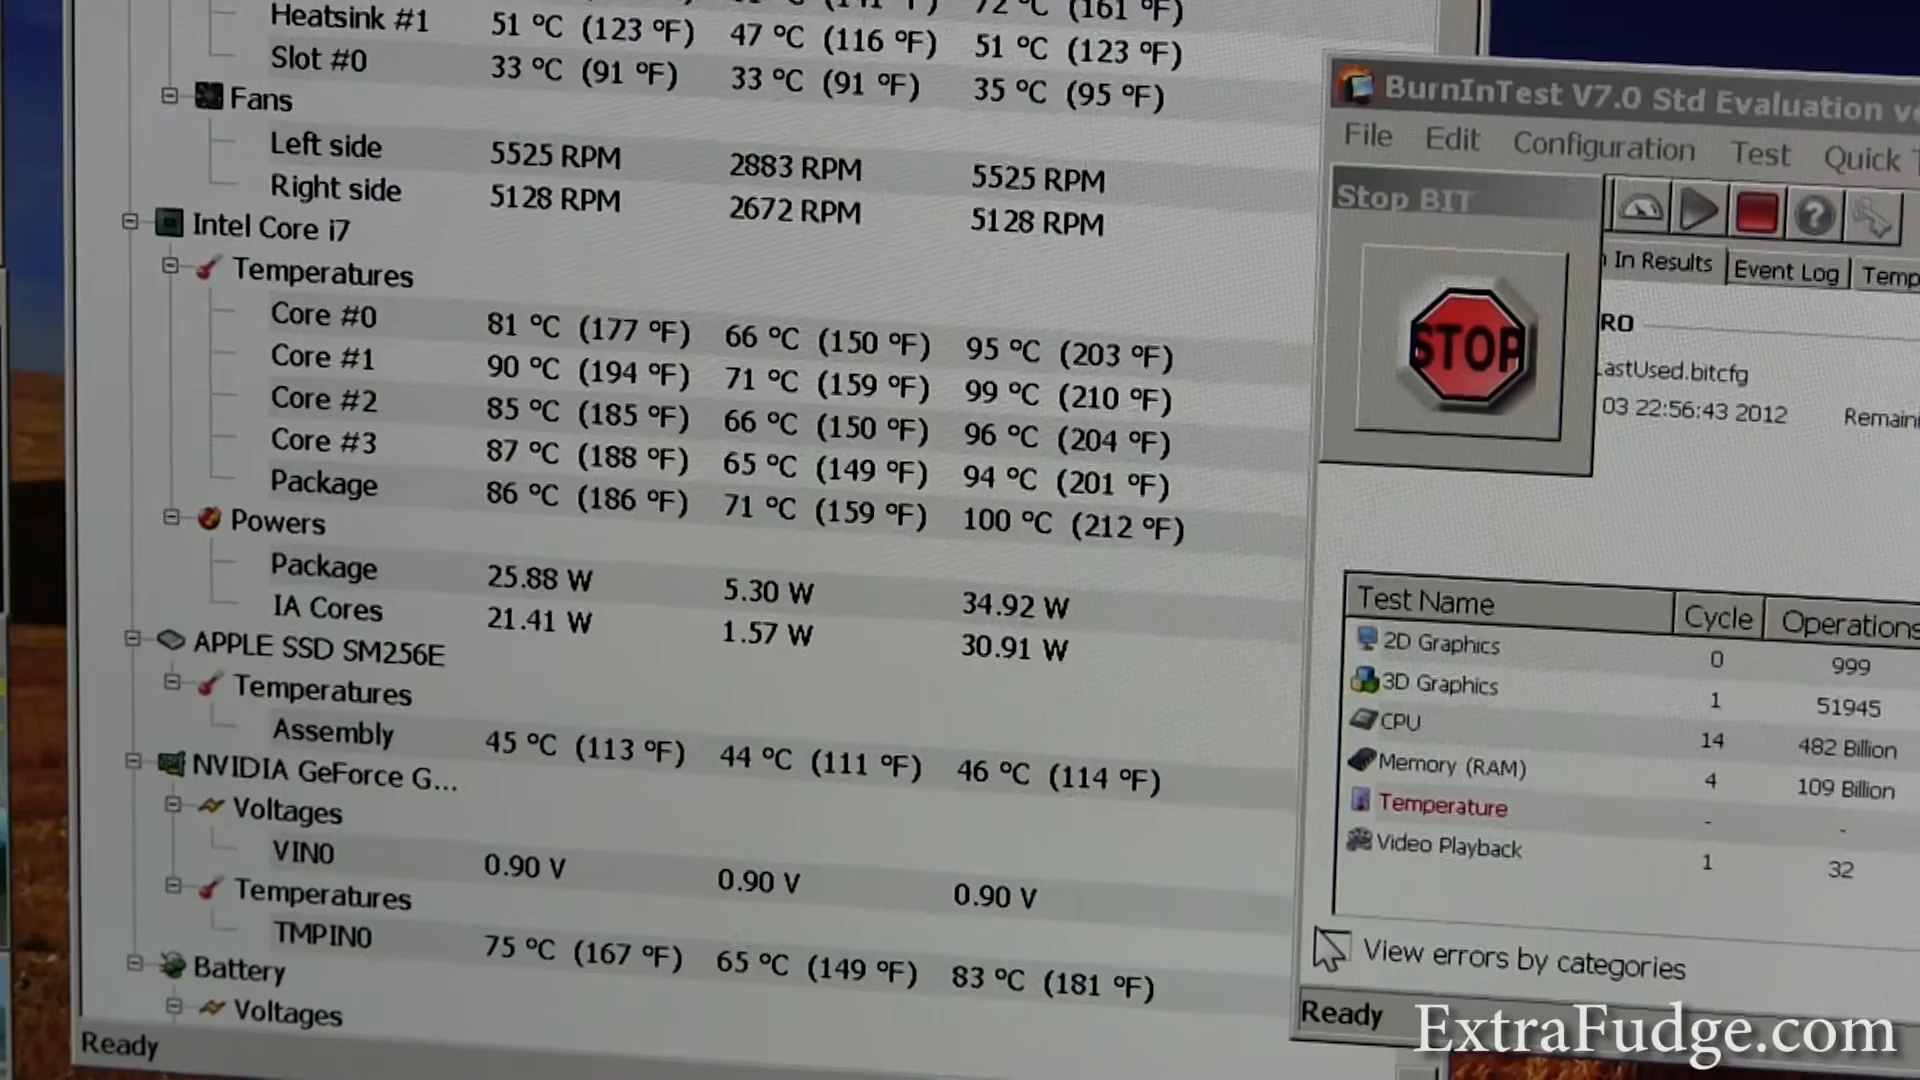 72 °C (161 °F)
Heatsink #1 51 °C (123 °F) 47 °C (116 °F) 51 °C (123 °F)
Slot #0 33 °C (91 °F) 33 °C (91 °F) 35 °C (95 °F)
Fans
Left side 5525 RPM 2883 RPM 5525 RPM
Right side 5128 RPM 2672 RPM 5128 RPM
Intel Core i7
Temperatures
Core #0 81 °C (177 °F) 66 °C (150 °F) 95 °C (203 °F)
Core #1 90 °C (194 °F) 71 °C (159 °F) 99 °C (210 °F)
Core #2 85 °C (185 °F) 66 °C (150 °F) 96 °C (204 °F)
Core #3 87 °C (188 °F) 65 °C (149 °F) 94 °C (201 °F)
Package 86 °C (186 °F) 71 °C (159 °F) 100 °C (212 °F)
Powers
Package 25.88 W 5.30 W 34.92 W
IA Cores 21.41 W 1.57 W 30.91 W
APPLE SSD SM256E
Temperatures
Assembly 45 °C (113 °F) 44 °C (111 °F) 46 °C (114 °F)
NVIDIA GeForce G...
Voltages
VIN0 0.90 V 0.90 V 0.90 V
Temperatures
TMPIN0 75 °C (167 °F) 65 °C (149 °F) 83 °C (181 °F)
Battery
Voltages
Ready
BurnInTest V7.0 Std Evaluation ve
File Edit Configuration Test Quick T
Stop BIT
STOP
In Results Event Log Temp
RO
LastUsed.bitcfg
03 22:56:43 2012 Remaini
Test Name Cycle Operations
2D Graphics 0 999
3D Graphics 1 51945
CPU 14 482 Billion
Memory (RAM) 4 109 Billion
Temperature - -
Video Playback 1 32
View errors by categories
Ready
ExtraFudge.com